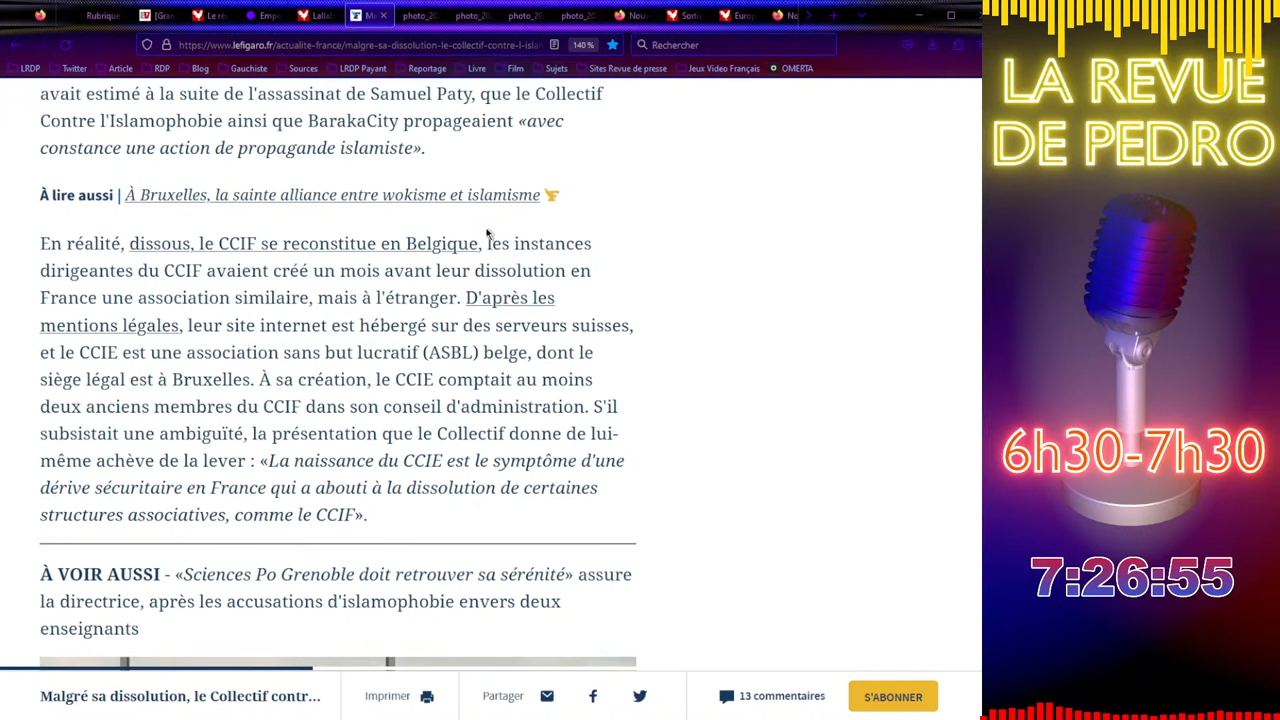 Rubrique
[Gran
Le ré
Empo
Lalla
Ma
photo_20
photo_20
photo_20
photo_20
Nouv
Sortie
Euro
No
https://www.lefigaro.fr/actualite-france/malgre-sa-dissolution-le-collectif-contre-l-islan
140 %
Rechercher
LRDP
Twitter
Article
RDP
Blog
Gauchiste
Sources
LRDP Payant
Reportage
Livre
Film
Sujets
Sites Revue de presse
Jeux Video Français
OMERTA
avait estimé à la suite de l'assassinat de Samuel Paty, que le Collectif
Contre l'Islamophobie ainsi que BarakaCity propageaient «avec
constance une action de propagande islamiste».
À lire aussi | À Bruxelles, la sainte alliance entre wokisme et islamisme
En réalité, dissous, le CCIF se reconstitue en Belgique, les instances
dirigeantes du CCIF avaient créé un mois avant leur dissolution en
France une association similaire, mais à l'étranger. D'après les
mentions légales, leur site internet est hébergé sur des serveurs suisses,
et le CCIE est une association sans but lucratif (ASBL) belge, dont le
siège légal est à Bruxelles. À sa création, le CCIE comptait au moins
deux anciens membres du CCIF dans son conseil d'administration. S'il
subsistait une ambiguïté, la présentation que le Collectif donne de lui-
même achève de la lever : «La naissance du CCIE est le symptôme d'une
dérive sécuritaire en France qui a abouti à la dissolution de certaines
structures associatives, comme le CCIF».
À VOIR AUSSI - «Sciences Po Grenoble doit retrouver sa sérénité» assure
la directrice, après les accusations d'islamophobie envers deux
enseignants
Malgré sa dissolution, le Collectif contr...
Imprimer
Partager
13 commentaires
S'ABONNER
LA REVUE
DE PEDRO
6h30-7h30
7:26:55